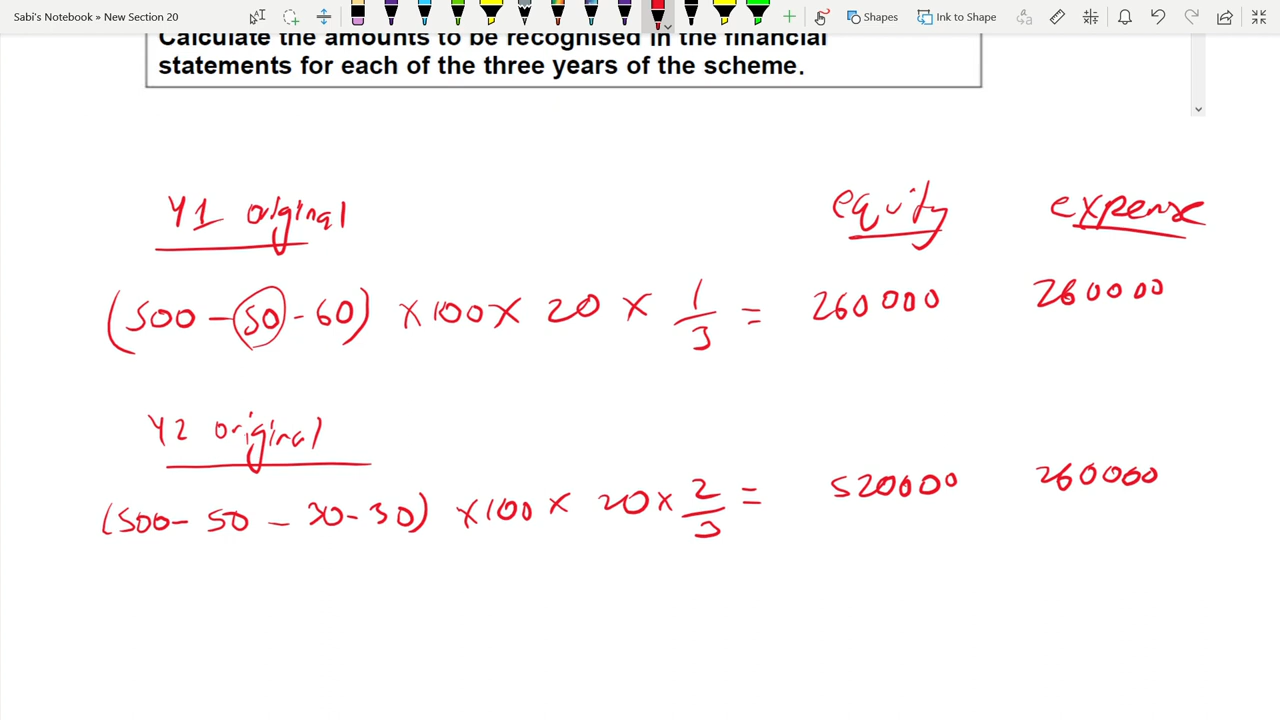 Sabi's Notebook » New Section 20
Shapes
Ink to Shape
Calculate the amounts to be recognised in the financial
statements for each of the three years of the scheme.
Y1 original equity expense
(500 - 50 - 60) × 100 × 20 × 1/3 = 260000 260000
Y2 original
(500 - 50 - 30 - 30) × 100 × 20 × 2/3 = 520000 260000